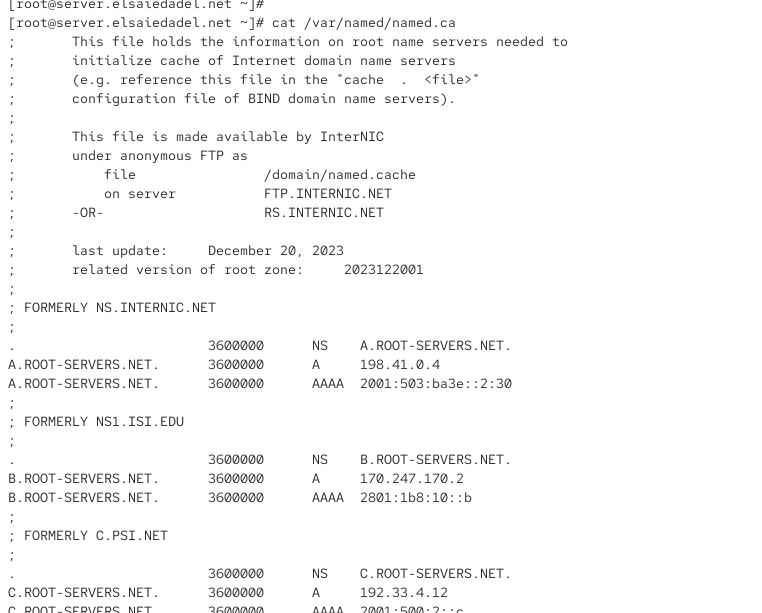 [root@server.elsaiedadel.net ~]#
[root@server.elsaiedadel.net ~]# cat /var/named/named.ca
;       This file holds the information on root name servers needed to
;       initialize cache of Internet domain name servers
;       (e.g. reference this file in the "cache  .  <file>"
;       configuration file of BIND domain name servers).
;
;       This file is made available by InterNIC
;       under anonymous FTP as
;           file                /domain/named.cache
;           on server           FTP.INTERNIC.NET
;       -OR-                    RS.INTERNIC.NET
;
;       last update:     December 20, 2023
;       related version of root zone:     2023122001
;
; FORMERLY NS.INTERNIC.NET
;
.                        3600000      NS    A.ROOT-SERVERS.NET.
A.ROOT-SERVERS.NET.      3600000      A     198.41.0.4
A.ROOT-SERVERS.NET.      3600000      AAAA  2001:503:ba3e::2:30
;
; FORMERLY NS1.ISI.EDU
;
.                        3600000      NS    B.ROOT-SERVERS.NET.
B.ROOT-SERVERS.NET.      3600000      A     170.247.170.2
B.ROOT-SERVERS.NET.      3600000      AAAA  2801:1b8:10::b
;
; FORMERLY C.PSI.NET
;
.                        3600000      NS    C.ROOT-SERVERS.NET.
C.ROOT-SERVERS.NET.      3600000      A     192.33.4.12
C.ROOT-SERVERS.NET.      3600000      AAAA  2001:500:2::c